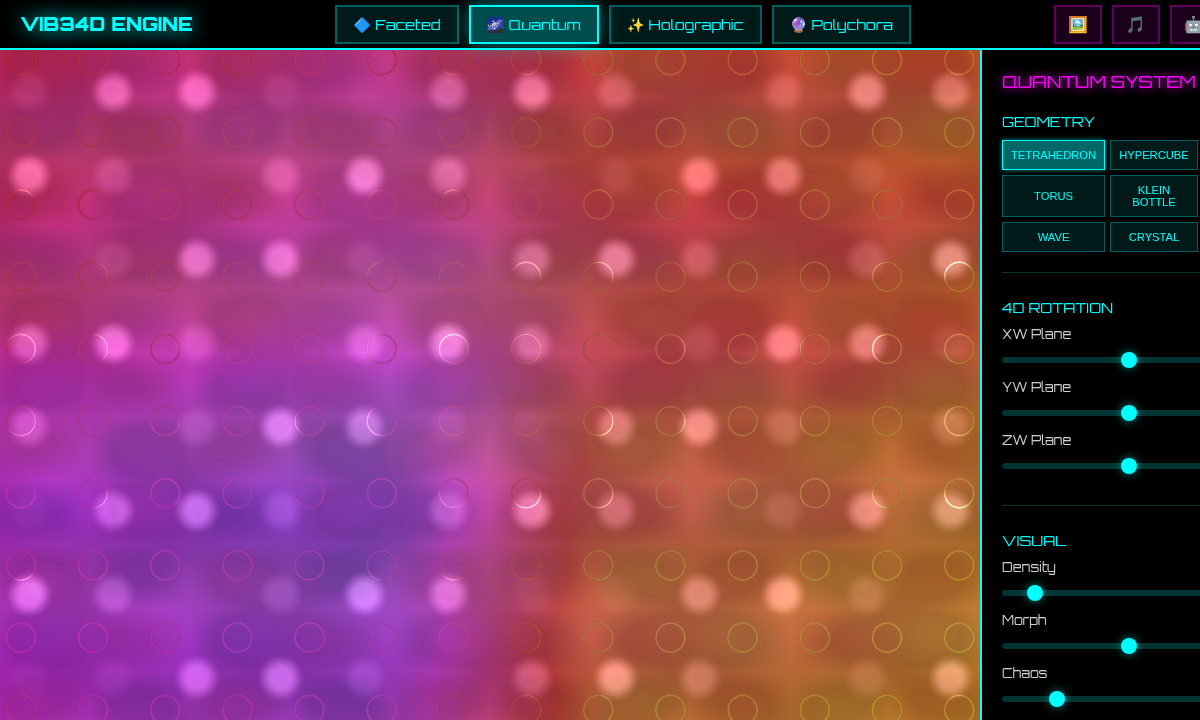 VIB34D ENGINE
Faceted
Quantum
Holographic
Polychora
QUANTUM SYSTEM
GEOMETRY
TETRAHEDRON
HYPERCUBE
TORUS
KLEIN
BOTTLE
WAVE
CRYSTAL
4D ROTATION
XW Plane
YW Plane
ZW Plane
VISUAL
Density
Morph
Chaos